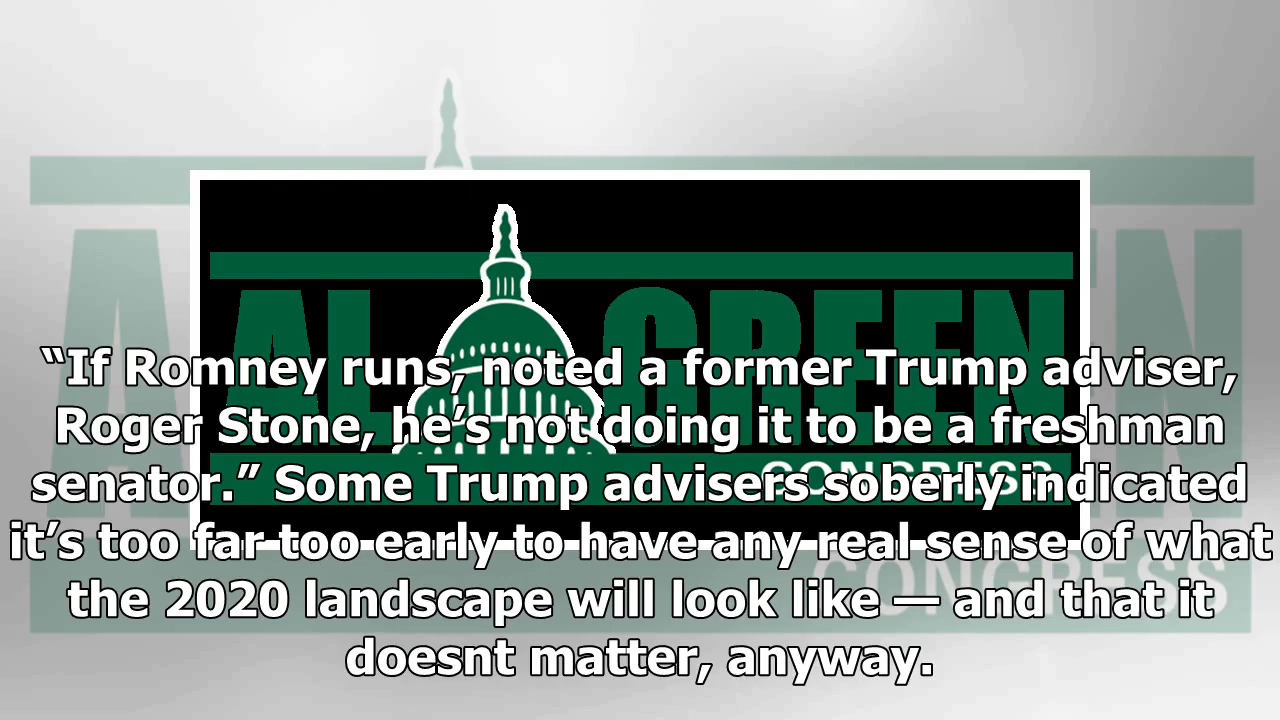 AL GREEN
CONGRESS
“If Romney runs, noted a former Trump adviser,
Roger Stone, he’s not doing it to be a freshman
senator.” Some Trump advisers soberly indicated
it’s too far too early to have any real sense of what
the 2020 landscape will look like — and that it
doesnt matter, anyway.